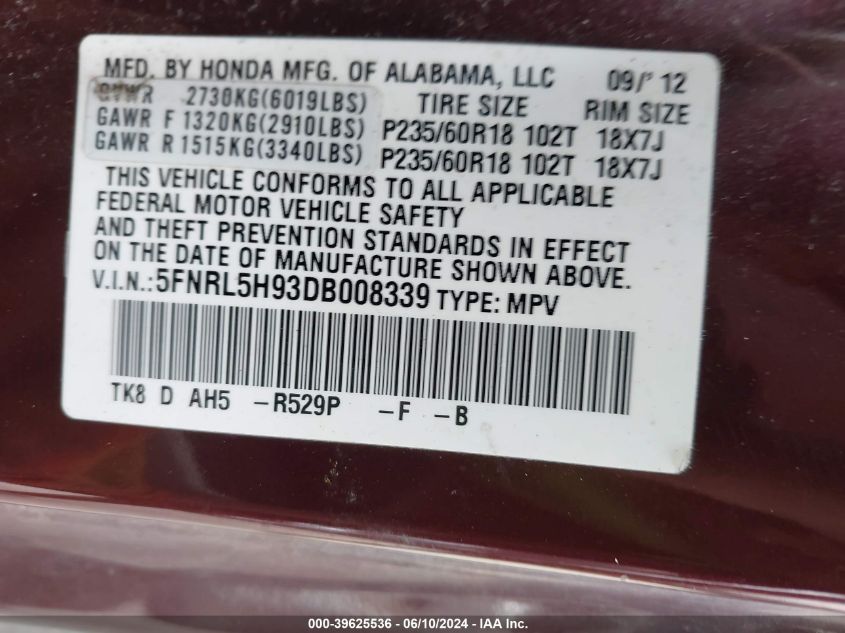 MFD. BY HONDA MFG. OF ALABAMA, LLC 09/ 12
GVWR 2730KG(6019LBS) TIRE SIZE RIM SIZE
GAWR F 1320KG(2910LBS) P235/60R18 102T 18X7J
GAWR R 1515KG(3340LBS) P235/60R18 102T 18X7J
THIS VEHICLE CONFORMS TO ALL APPLICABLE
FEDERAL MOTOR VEHICLE SAFETY
AND THEFT PREVENTION STANDARDS IN EFFECT
ON THE DATE OF MANUFACTURE SHOWN ABOVE.
V.I.N.: 5FNRL5H93DB008339 TYPE: MPV
TK8 D AH5 -R529P -F -B
000-39625536 - 06/10/2024 - IAA Inc.